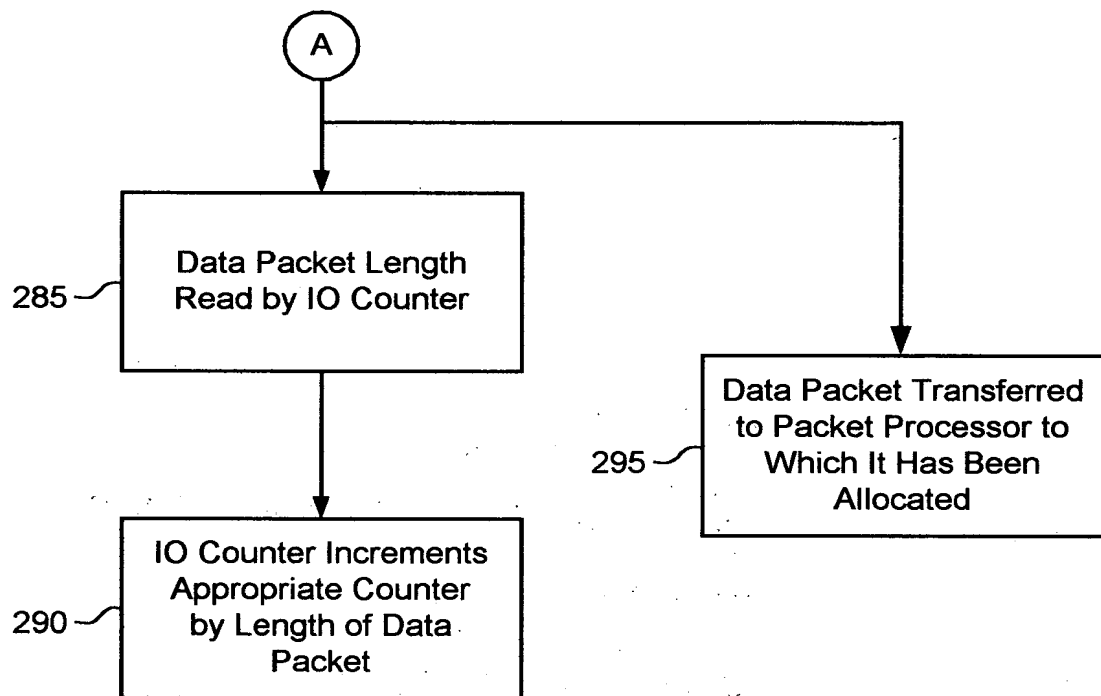 A
Data Packet Length
Read by IO Counter
285
Data Packet Transferred
to Packet Processor to
Which It Has Been
Allocated
295
IO Counter Increments
Appropriate Counter
by Length of Data
Packet
290